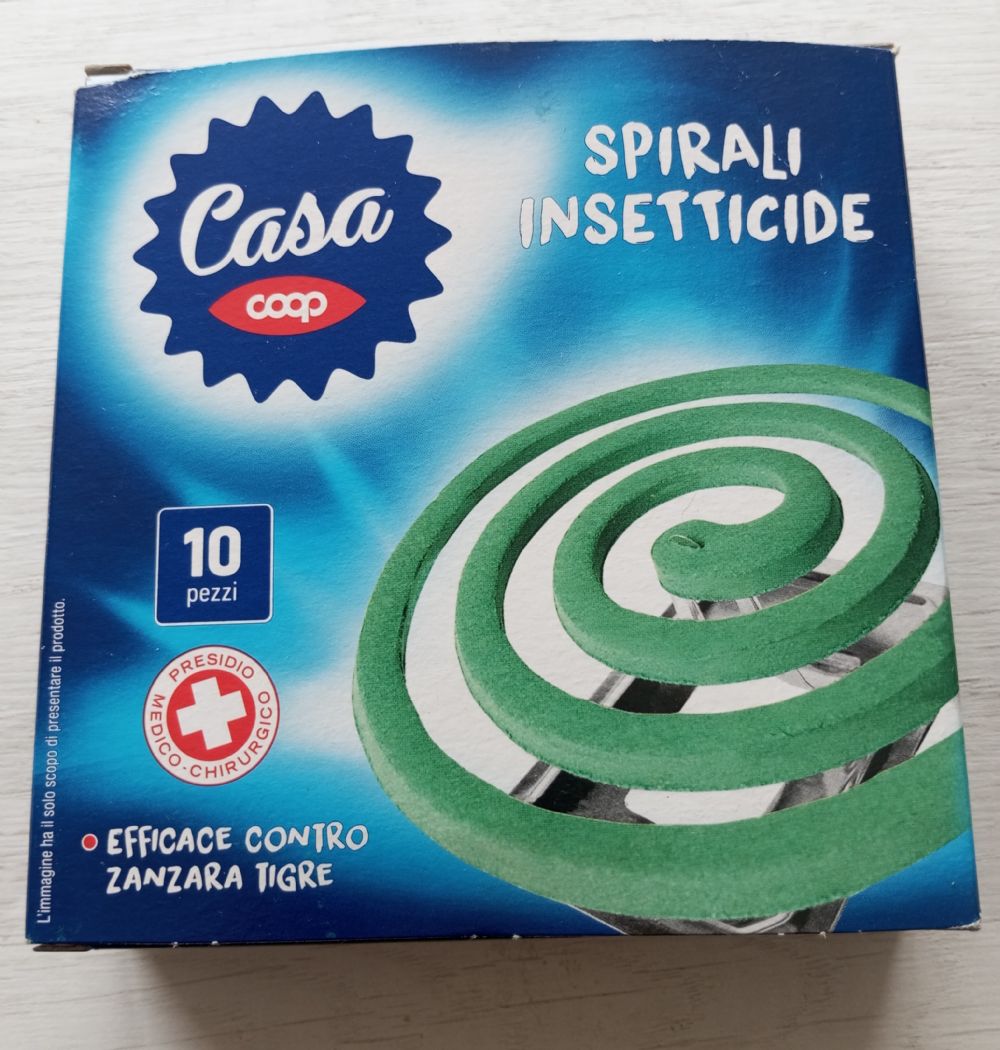 Casa
coop
SPIRALI
INSETTICIDE
10
pezzi
PRESIDIO
MEDICO-CHIRURGICO
• EFFICACE CONTRO
ZANZARA TIGRE
L'immagine ha il solo scopo di presentare il prodotto.